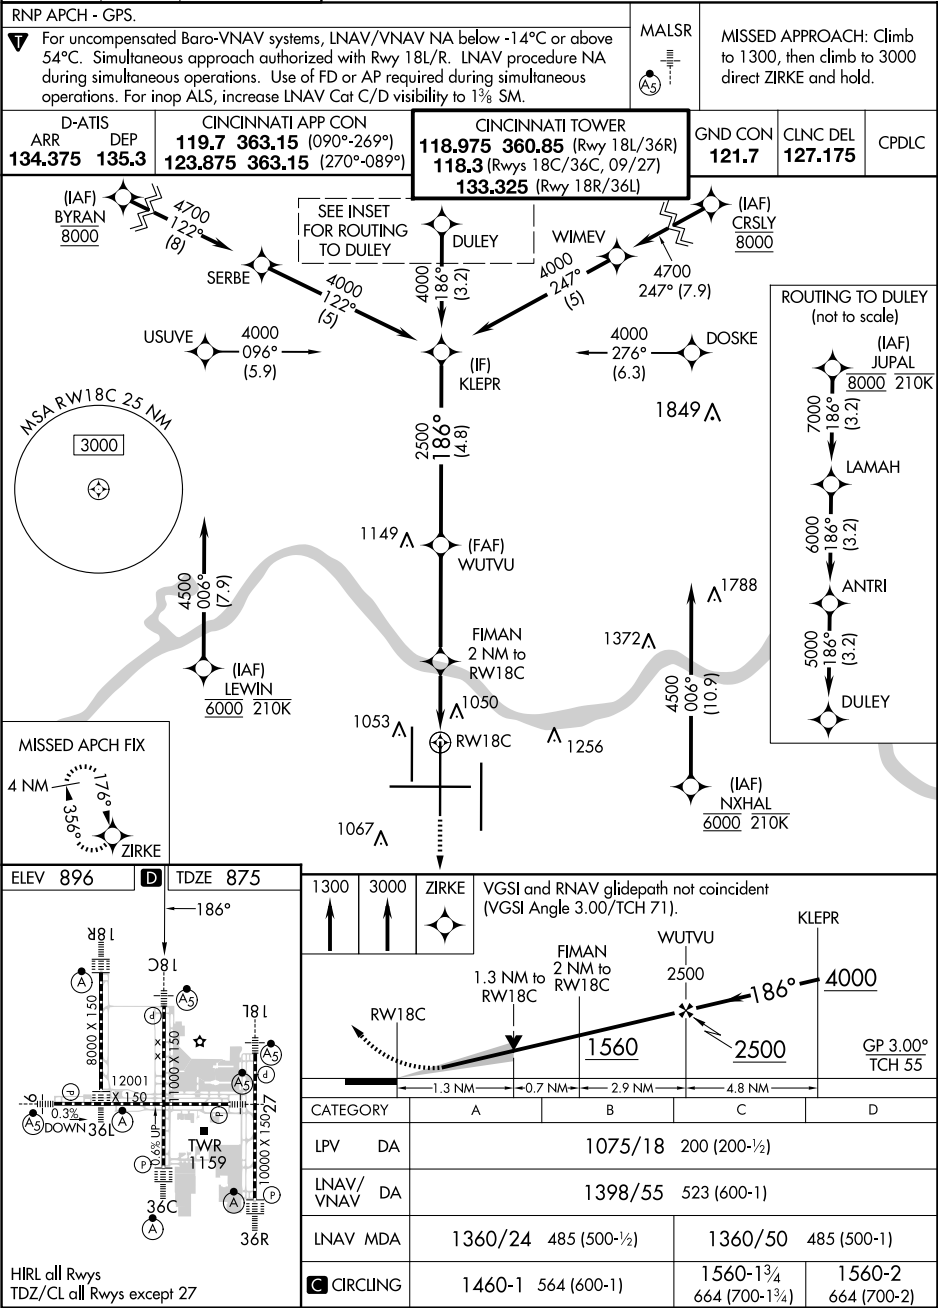 RNP APCH - GPS.
T
For uncompensated Baro-VNAV systems, LNAV/VNAV NA below -14°C or above
54°C. Simultaneous approach authorized with Rwy 18L/R. LNAV procedure NA
during simultaneous operations. Use of FD or AP required during simultaneous
operations. For inop ALS, increase LNAV Cat C/D visibility to 1⅜ SM.
MALSR
A5
MISSED APPROACH: Climb
to 1300, then climb to 3000
direct ZIRKE and hold.
D-ATIS
ARR DEP
134.375 135.3
CINCINNATI APP CON
119.7 363.15 (090°-269°)
123.875 363.15 (270°-089°)
CINCINNATI TOWER
118.975 360.85 (Rwy 18L/36R)
118.3 (Rwys 18C/36C, 09/27)
133.325 (Rwy 18R/36L)
GND CON
121.7
CLNC DEL
127.175
CPDLC
(IAF)
BYRAN
8000
4700
122°
(8)
SERBE
4000
122°
(5)
SEE INSET
FOR ROUTING
TO DULEY
DULEY
4000
186°
(3.2)
WIMEV
4000
247°
(5)
(IAF)
CRSLY
8000
4700
247° (7.9)
USUVE
4000
096°
(5.9)
(IF)
KLEPR
4000
276°
(6.3)
DOSKE
2500
186°
(4.8)
1849
MSA RW18C 25 NM
3000
1149
(FAF)
WUTVU
4500
006°
(7.9)
(IAF)
LEWIN
6000 210K
FIMAN
2 NM to
RW18C
1372
1788
4500
006°
(10.9)
1050
1053
RW18C
1256
1067
(IAF)
NXHAL
6000 210K
ROUTING TO DULEY
(not to scale)
(IAF)
JUPAL
8000 210K
7000
186°
(3.2)
LAMAH
6000
186°
(3.2)
ANTRI
5000
186°
(3.2)
DULEY
MISSED APCH FIX
4 NM
176°
356°
ZIRKE
ELEV 896
D
TDZE 875
186°
18R
18C
18L
A
A5
P
8000 X 150
11000 X 150
A5
P
A5
12001
X 150
9
27
A5
0.3%
DOWN
P
A
P
36L
0.6% UP
TWR
1159
10000 X 150
P
36C
A
A
P
36R
HIRL all Rwys
TDZ/CL all Rwys except 27
1300
3000
ZIRKE
VGSI and RNAV glidepath not coincident
(VGSI Angle 3.00/TCH 71).
KLEPR
WUTVU
2500
FIMAN
2 NM to
RW18C
1.3 NM to
RW18C
RW18C
186°
4000
1560
2500
GP 3.00°
TCH 55
1.3 NM
0.7 NM
2.9 NM
4.8 NM
CATEGORY A B C D
LPV DA 1075/18 200 (200-½)
LNAV/
VNAV DA 1398/55 523 (600-1)
LNAV MDA 1360/24 485 (500-½) 1360/50 485 (500-1)
C CIRCLING 1460-1 564 (600-1)
1560-1¾
664 (700-1¾)
1560-2
664 (700-2)